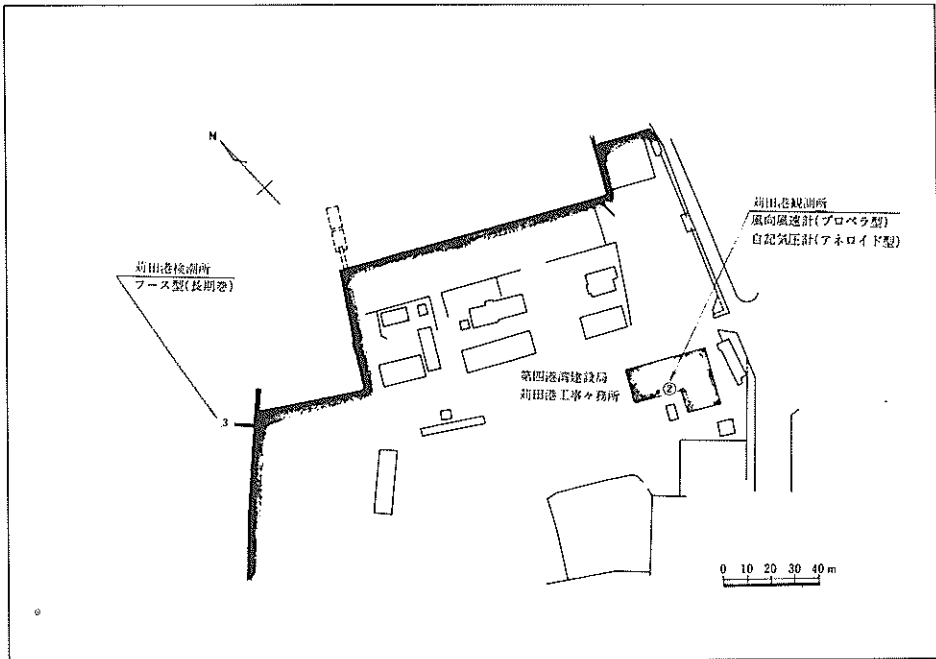 N
苅田港観測所
風向風速計(プロペラ型)
自記気圧計(アネロイド型)
苅田港検潮所
フース型(長期巻)
第四港湾建設局
苅田港工事々務所
②
3
0 10 20 30 40 m